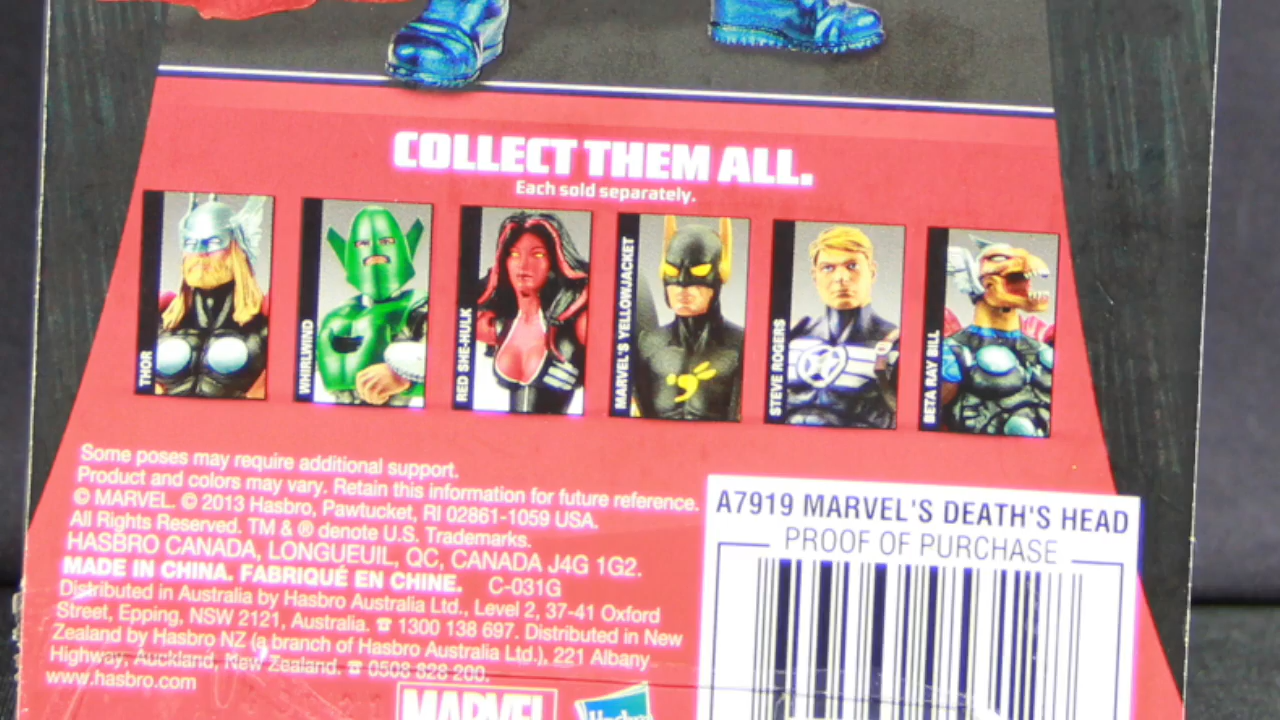 COLLECT THEM ALL.
Each sold separately.
THOR
WHIRLWIND
RED SHE-HULK
MARVEL'S YELLOWJACKET
STEVE ROGERS
BETA RAY BILL
Some poses may require additional support.
Product and colors may vary. Retain this information for future reference.
© MARVEL. © 2013 Hasbro, Pawtucket, RI 02861-1059 USA.
All Rights Reserved. TM & ® denote U.S. Trademarks.
HASBRO CANADA, LONGUEUIL, QC, CANADA J4G 1G2.
MADE IN CHINA. FABRIQUÉ EN CHINE. C-031G
Distributed in Australia by Hasbro Australia Ltd., Level 2, 37-41 Oxford
Street, Epping, NSW 2121, Australia. ☎ 1300 138 697. Distributed in New
Zealand by Hasbro NZ (a branch of Hasbro Australia Ltd.), 221 Albany
Highway, Auckland, New Zealand. ☎ 0508 828 200.
www.hasbro.com
MARVEL
Hasbro
A7919 MARVEL'S DEATH'S HEAD
PROOF OF PURCHASE